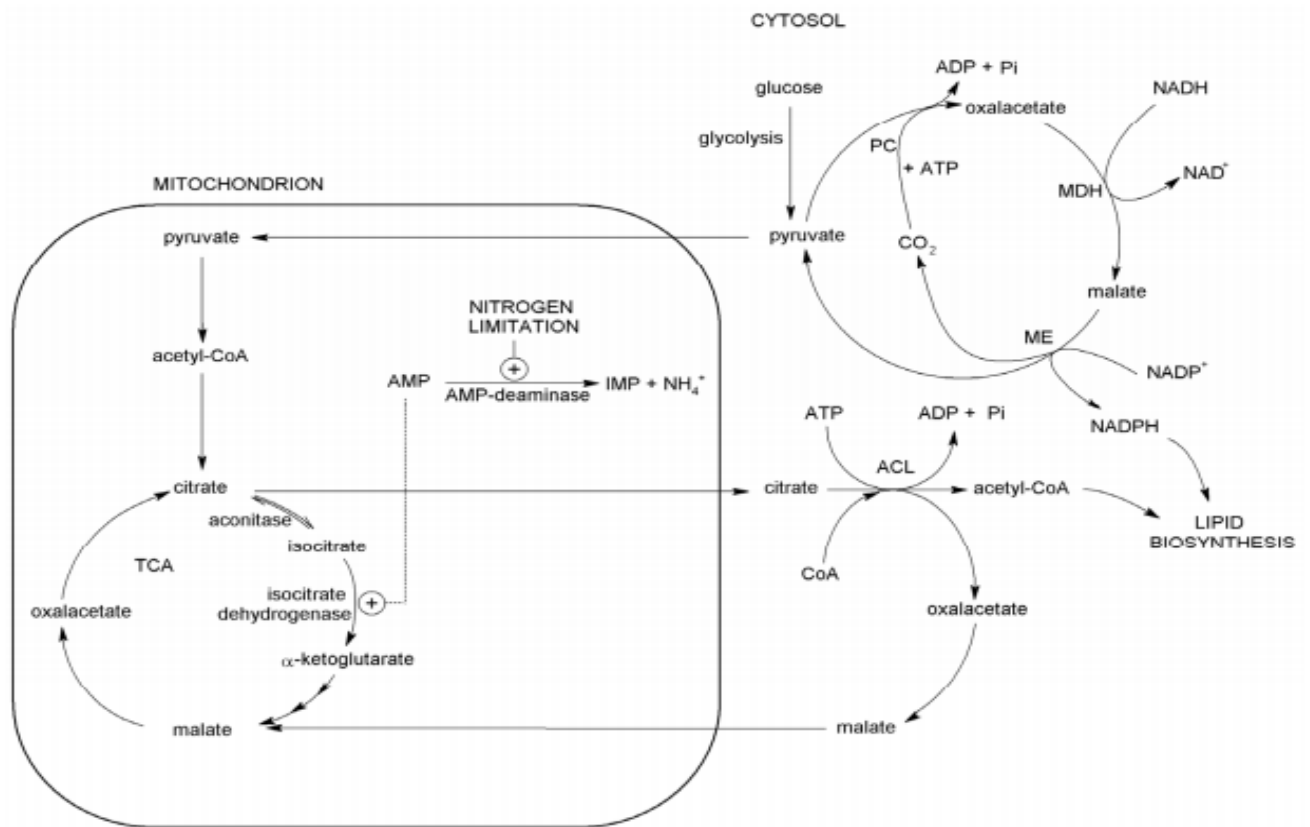 CYTOSOL
ADP + Pi
glucose
oxalacetate
NADH
glycolysis
PC
+ ATP
MDH
NAD+
MITOCHONDRION
pyruvate
pyruvate
CO2
malate
NITROGEN
LIMITATION
ME
acetyl-CoA
+
AMP
IMP + NH4+
AMP-deaminase
NADP+
ATP
ADP + Pi
NADPH
ACL
citrate
citrate
acetyl-CoA
aconitase
isocitrate
LIPID
BIOSYNTHESIS
TCA
CoA
isocitrate
dehydrogenase
+
oxalacetate
oxalacetate
α-ketoglutarate
malate
malate